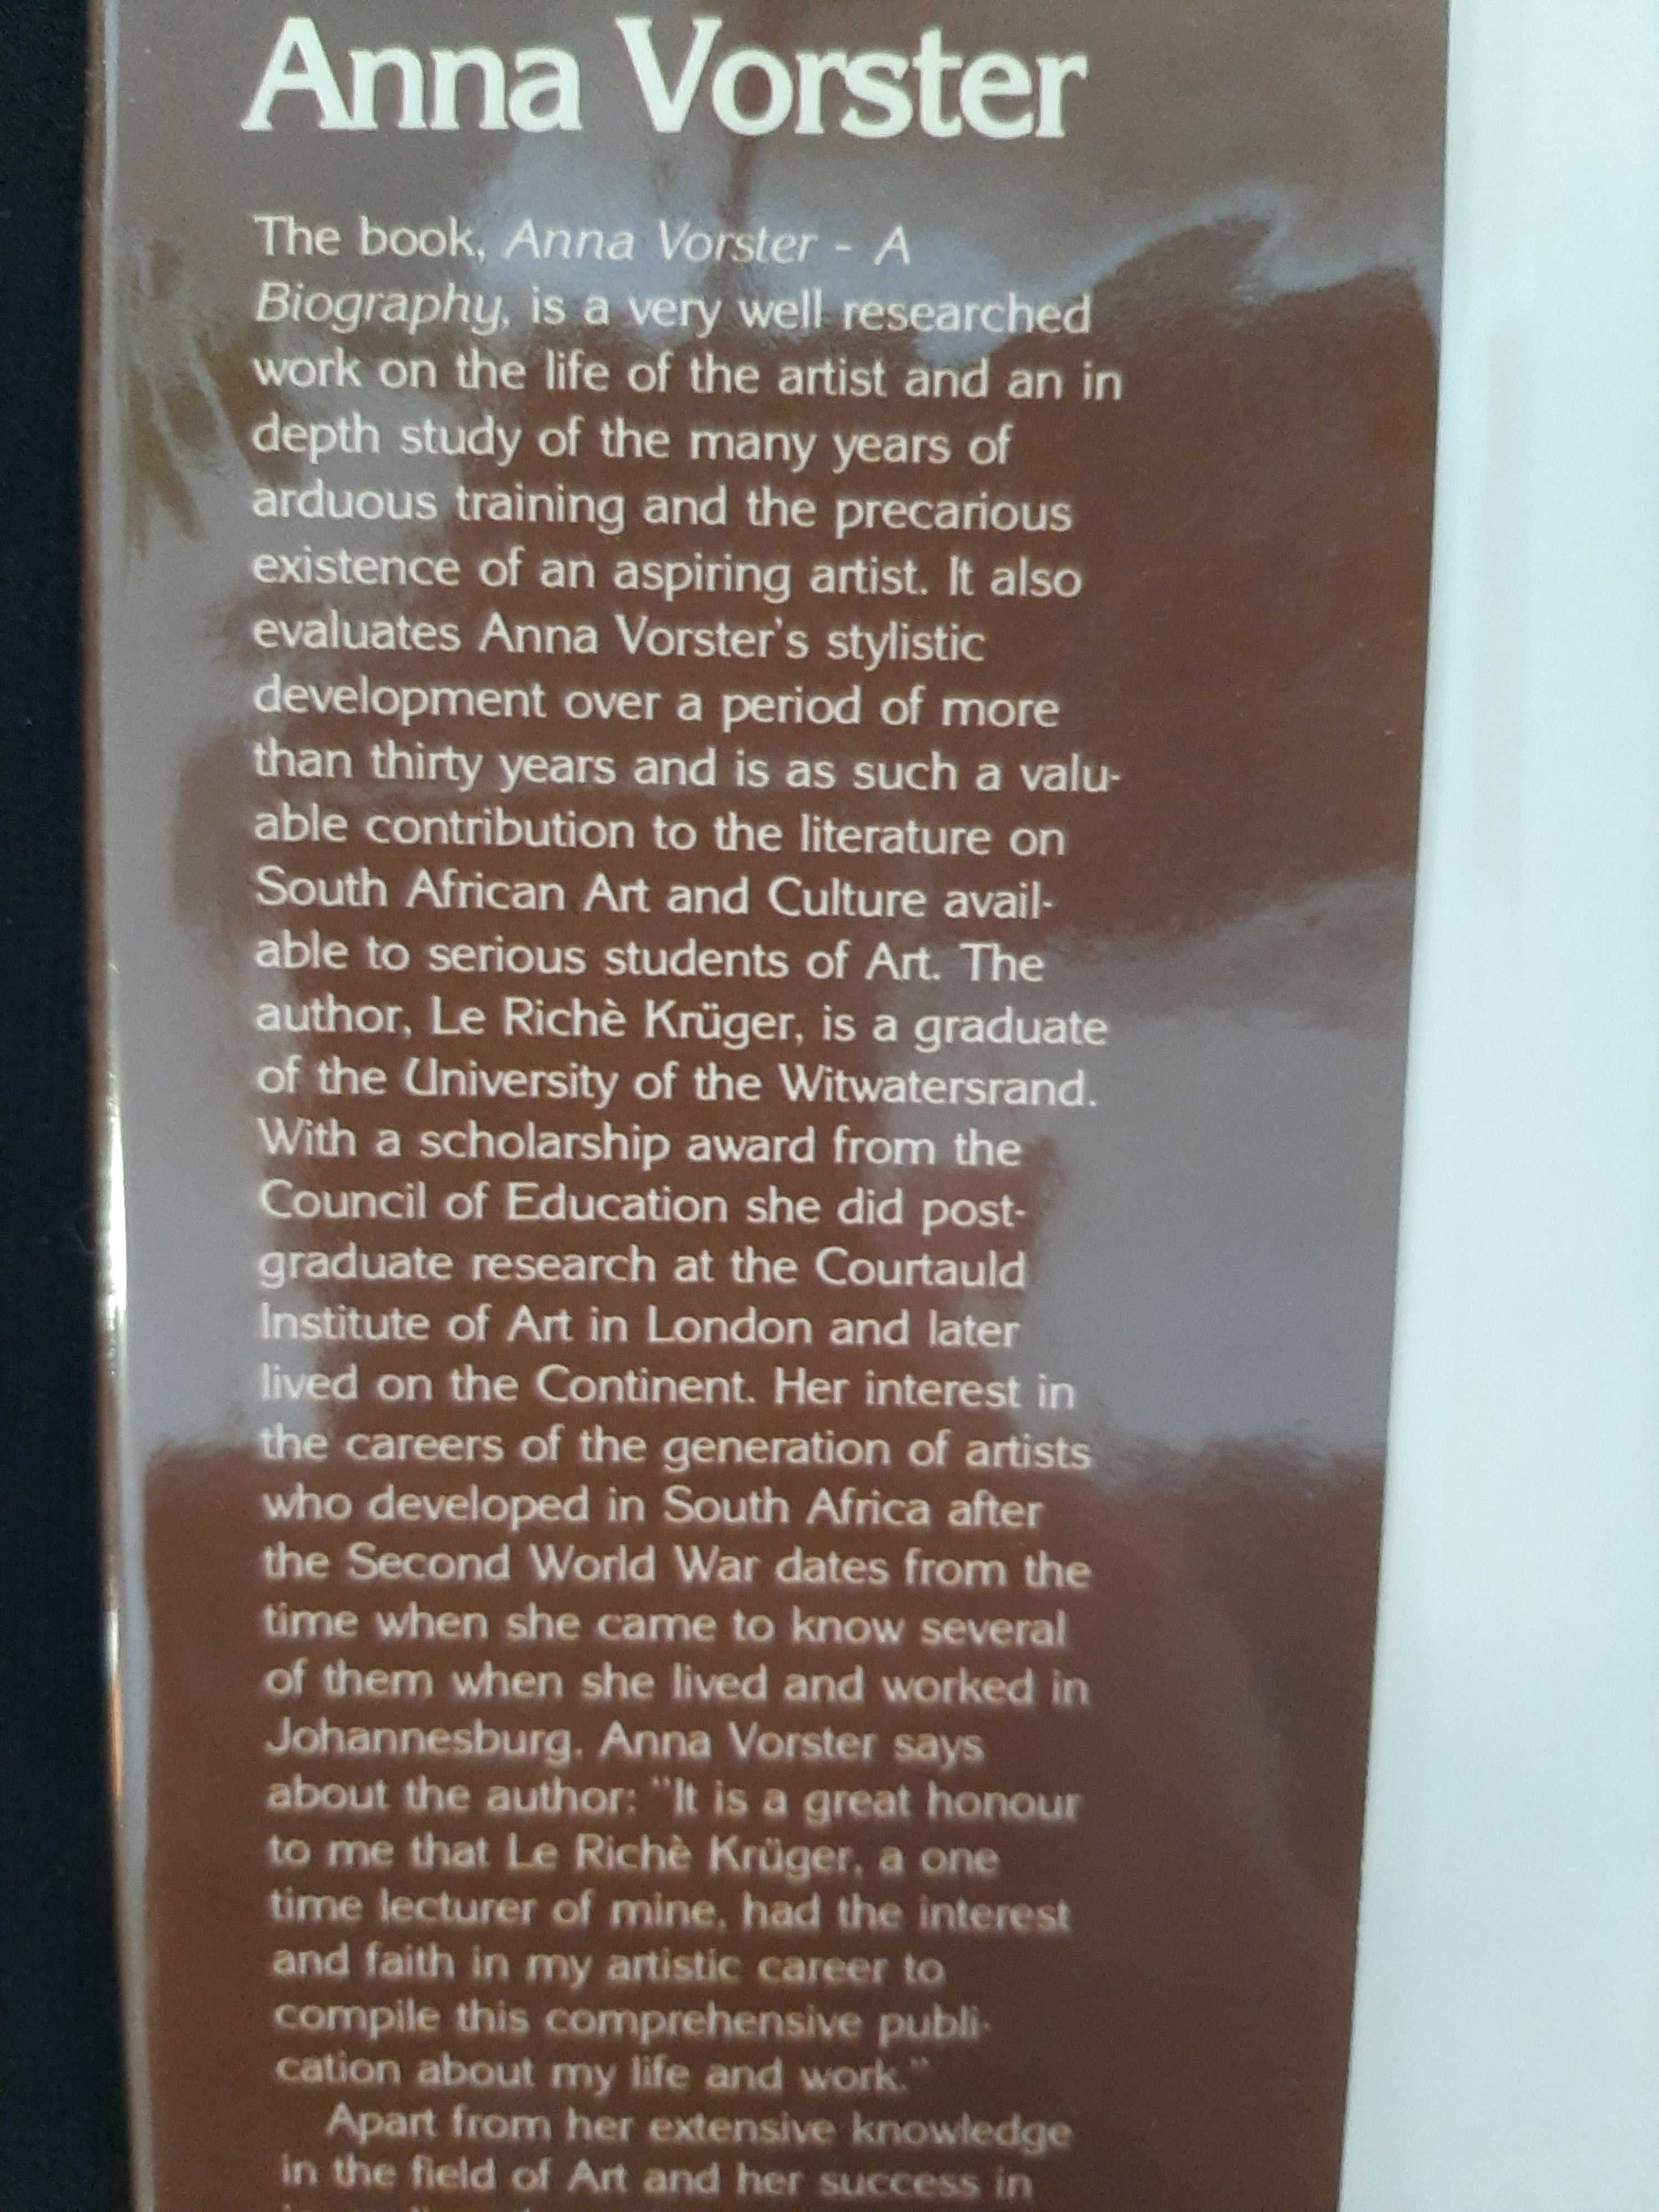 Anna Vorster
The book, Anna Vorster - A
Biography, is a very well researched
work on the life of the artist and an in
depth study of the many years of
arduous training and the precarious
existence of an aspiring artist. It also
evaluates Anna Vorster's stylistic
development over a period of more
than thirty years and is as such a valu-
able contribution to the literature on
South African Art and Culture avail-
able to serious students of Art. The
author, Le Richè Krüger, is a graduate
of the University of the Witwatersrand.
With a scholarship award from the
Council of Education she did post-
graduate research at the Courtauld
Institute of Art in London and later
lived on the Continent. Her interest in
the careers of the generation of artists
who developed in South Africa after
the Second World War dates from the
time when she came to know several
of them when she lived and worked in
Johannesburg. Anna Vorster says
about the author: "It is a great honour
to me that Le Richè Krüger, a one
time lecturer of mine, had the interest
and faith in my artistic career to
compile this comprehensive publi-
cation about my life and work."
Apart from her extensive knowledge
in the field of Art and her success in